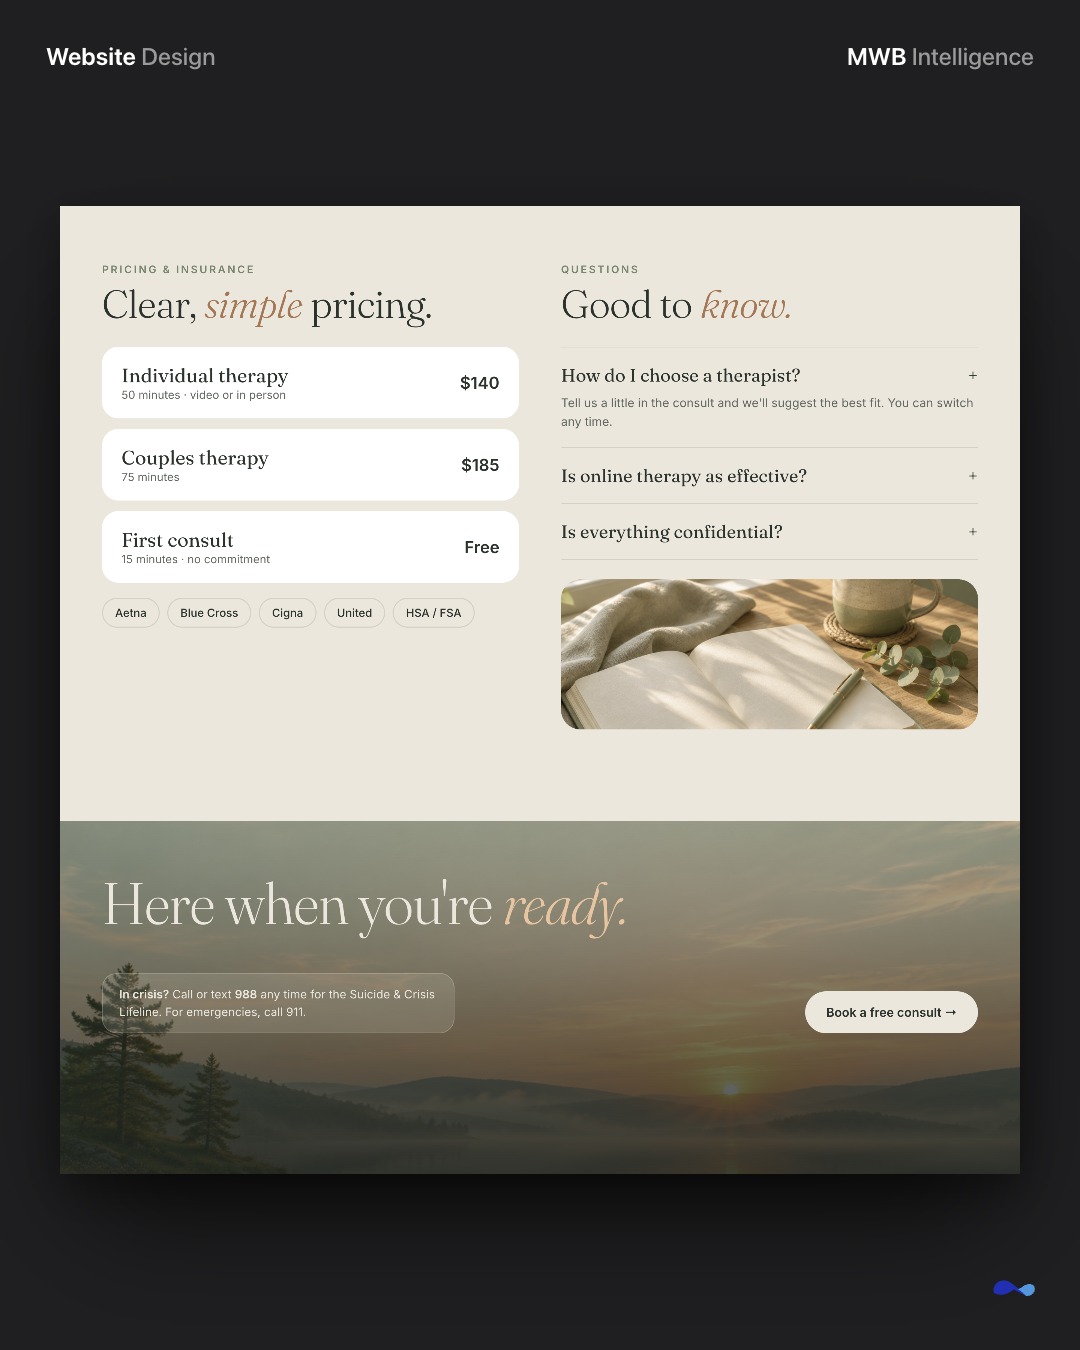 Website Design
MWB Intelligence
PRICING & INSURANCE
Clear, simple pricing.
Individual therapy
50 minutes · video or in person
$140
Couples therapy
75 minutes
$185
First consult
15 minutes · no commitment
Free
Aetna
Blue Cross
Cigna
United
HSA / FSA
QUESTIONS
Good to know.
How do I choose a therapist?
+
Tell us a little in the consult and we'll suggest the best fit. You can switch
any time.
Is online therapy as effective?
+
Is everything confidential?
+
Here when you're ready.
In crisis? Call or text 988 any time for the Suicide & Crisis
Lifeline. For emergencies, call 911.
Book a free consult →